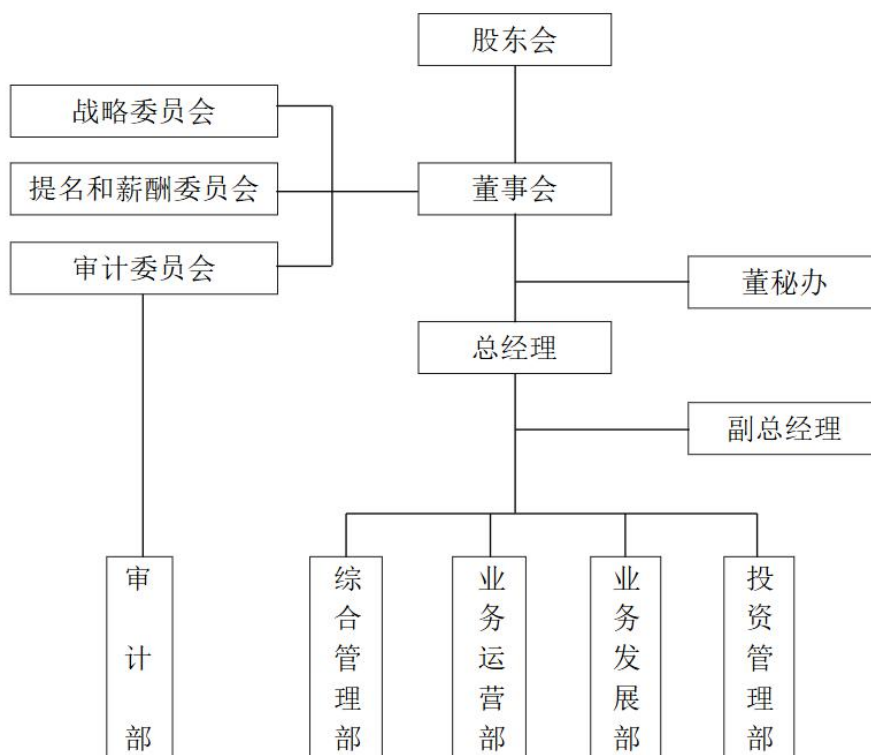 股东会
战略委员会
提名和薪酬委员会
董事会
审计委员会
董秘办
总经理
副总经理
审计部
综合管理部
业务运营部
业务发展部
投资管理部